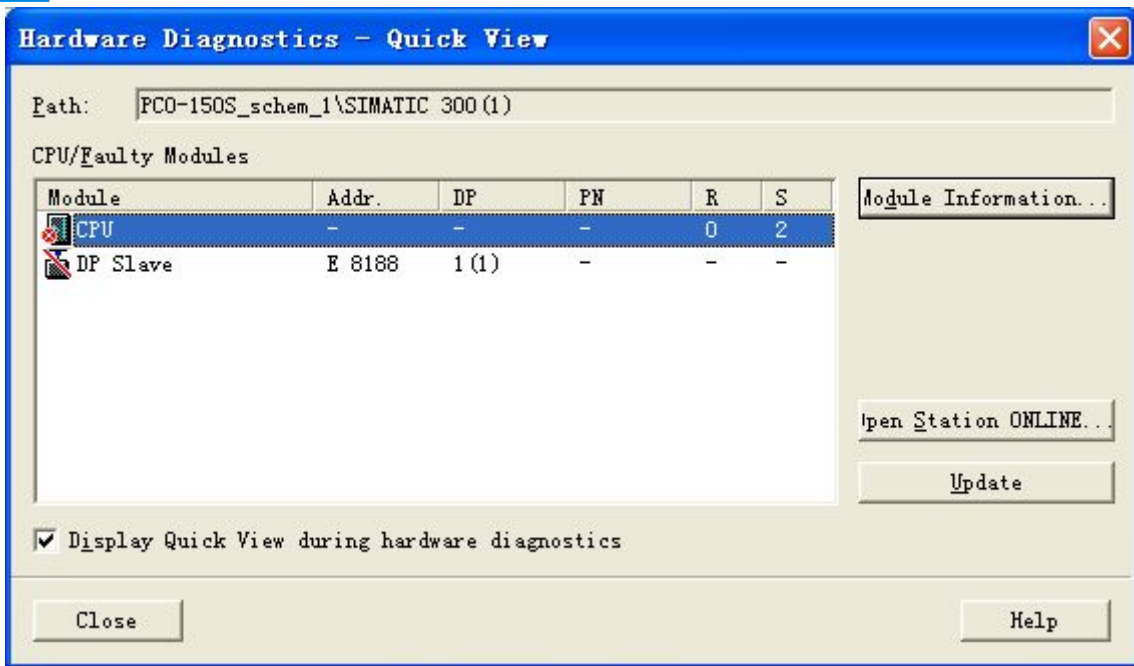 Hardware Diagnostics - Quick View
Path: PCO-150S_schem_1\SIMATIC 300(1)
CPU/Faulty Modules
Module Addr. DP PN R S
CPU - - - 0 2
DP Slave E 8188 1(1) - - -
Module Information...
pen Station ONLINE...
Update
Display Quick View during hardware diagnostics
Close Help